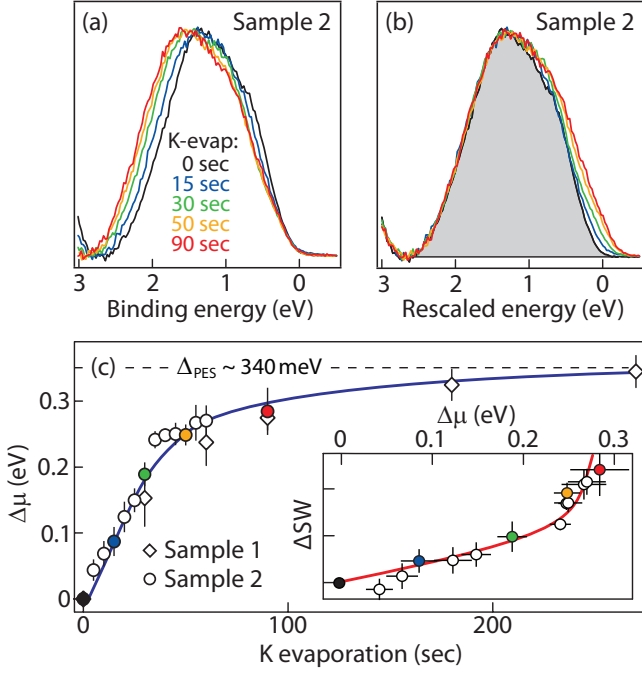 (a) Sample 2
K-evap:
0 sec
15 sec
30 sec
50 sec
90 sec
3 2 1 0
Binding energy (eV)
(b) Sample 2
3 2 1 0
Rescaled energy (eV)
(c) Δ_PES ~ 340 meV
0.3
0.2
0.1
0
Δμ (eV)
Sample 1
Sample 2
0 100 200
K evaporation (sec)
Δμ (eV)
0 0.1 0.2 0.3
ΔSW